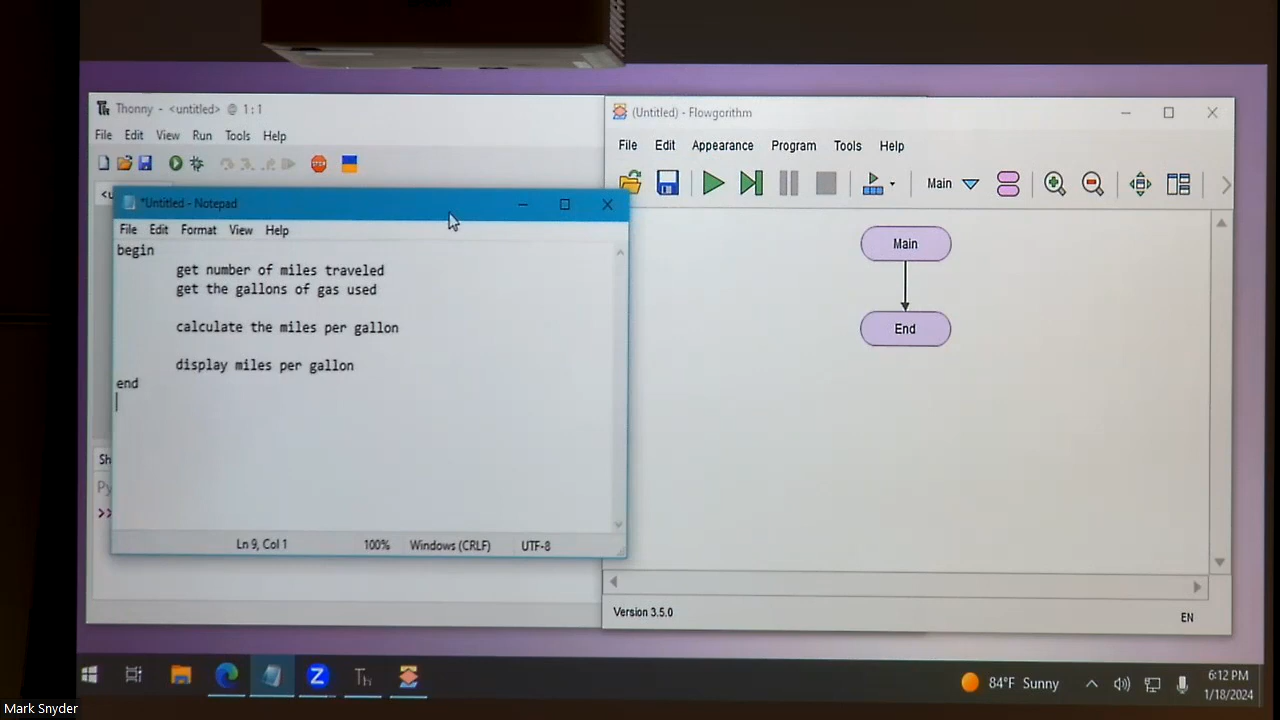 Thonny - <untitled> @ 1:1
File Edit View Run Tools Help
*Untitled - Notepad
File Edit Format View Help
begin
get number of miles traveled
get the gallons of gas used
calculate the miles per gallon
display miles per gallon
end
Ln 9, Col 1 100% Windows (CRLF) UTF-8
(Untitled) - Flowgorithm
File Edit Appearance Program Tools Help
Main
Main
End
Version 3.5.0
EN
84°F Sunny
6:12 PM
1/18/2024
Mark Snyder